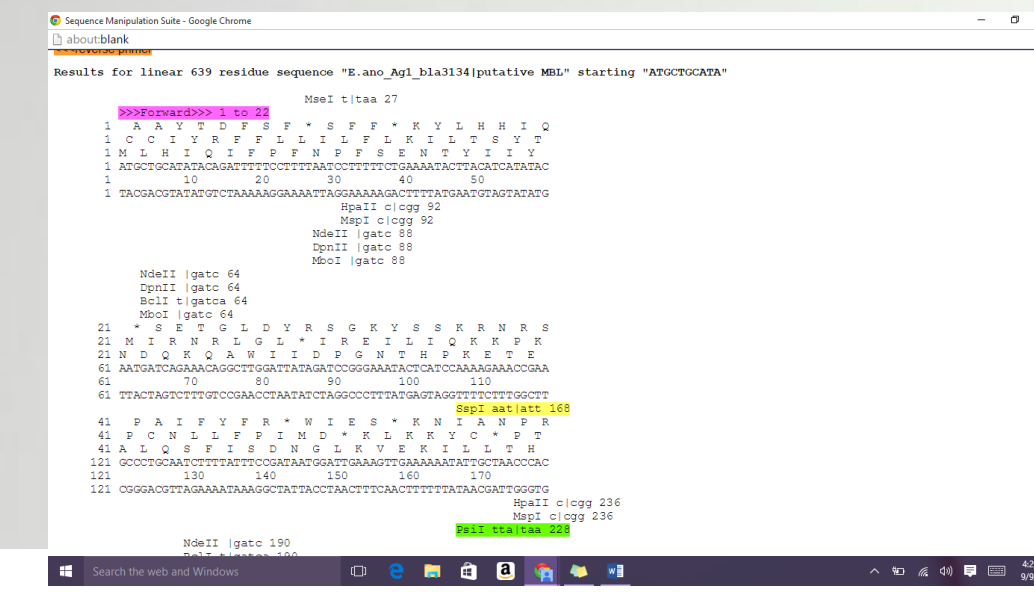 Sequence Manipulation Suite - Google Chrome
about:blank
<<<reverse primer
Results for linear 639 residue sequence "E.ano_Ag1_bla3134|putative MBL" starting "ATGCTGCATA"
MseI t|taa 27
>>>Forward>>> 1 to 22
1 A A Y T D F S F * S F F * K Y L H H I Q
1 C C I Y R F F L L I L F L K I L T S Y T
1 M L H I Q I F P F N P F S E N T Y I I Y
1 ATGCTGCATATACAGATTTTTCCTTTTAATCCTTTTTCTGAAAATACTTACATCATATAC
1 10 20 30 40 50
1 TACGACGTATATGTCTAAAAAGGAAAATTAGGAAAAAGACTTTTATGAATGTAGTATATG
HpaII c|cgg 92
MspI c|cgg 92
NdeII |gatc 88
DpnII |gatc 88
MboI |gatc 88
NdeII |gatc 64
DpnII |gatc 64
BclI t|gatca 64
MboI |gatc 64
21 * S E T G L D Y R S G K Y S S K R N R S
21 M I R N R L G L * I R E I L I Q K K P K
21 N D Q K Q A W I I D P G N T H P K E T E
61 AATGATCAGAAACAGGCTTGGATTATAGATCCGGGAAATACTCATCCAAAAGAAACCGAA
61 70 80 90 100 110
61 TTACTAGTCTTTGTCCGAACCTAATATCTAGGCCCTTTATGAGTAGGTTTTCTTTGGCTT
SspI aat|att 168
41 P A I F Y F R * W I E S * K N I A N P R
41 P C N L L F P I M D * K L K K Y C * P T
41 A L Q S F I S D N G L K V E K I L L T H
121 GCCCTGCAATCTTTTATTTCCGATAATGGATTGAAAGTTGAAAAAATATTGCTAACCCAC
121 130 140 150 160 170
121 CGGGACGTTAGAAAATAAAGGCTATTACCTAACTTTCAACTTTTTTATAACGATTGGGTG
HpaII c|cgg 236
MspI c|cgg 236
PsiI tta|taa 228
NdeII |gatc 190
BclI t|gatca 190
Search the web and Windows